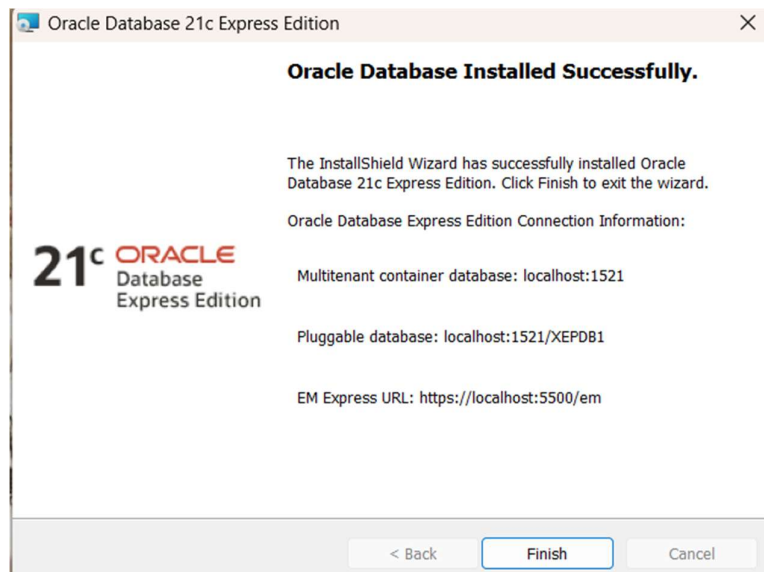 Oracle Database 21c Express Edition
Oracle Database Installed Successfully.
The InstallShield Wizard has successfully installed Oracle
Database 21c Express Edition. Click Finish to exit the wizard.
Oracle Database Express Edition Connection Information:
21c ORACLE
Database
Express Edition
Multitenant container database: localhost:1521
Pluggable database: localhost:1521/XEPDB1
EM Express URL: https://localhost:5500/em
< Back
Finish
Cancel